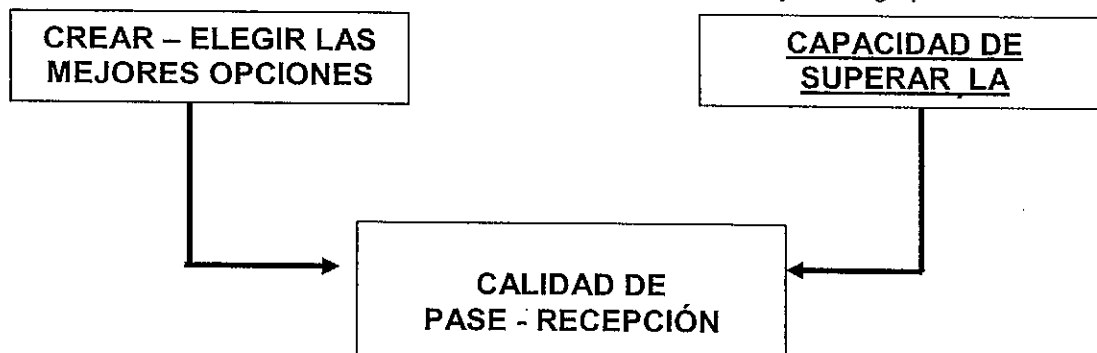 CREAR – ELEGIR LAS
MEJORES OPCIONES
CAPACIDAD DE
SUPERAR LA
CALIDAD DE
PASE - RECEPCIÓN